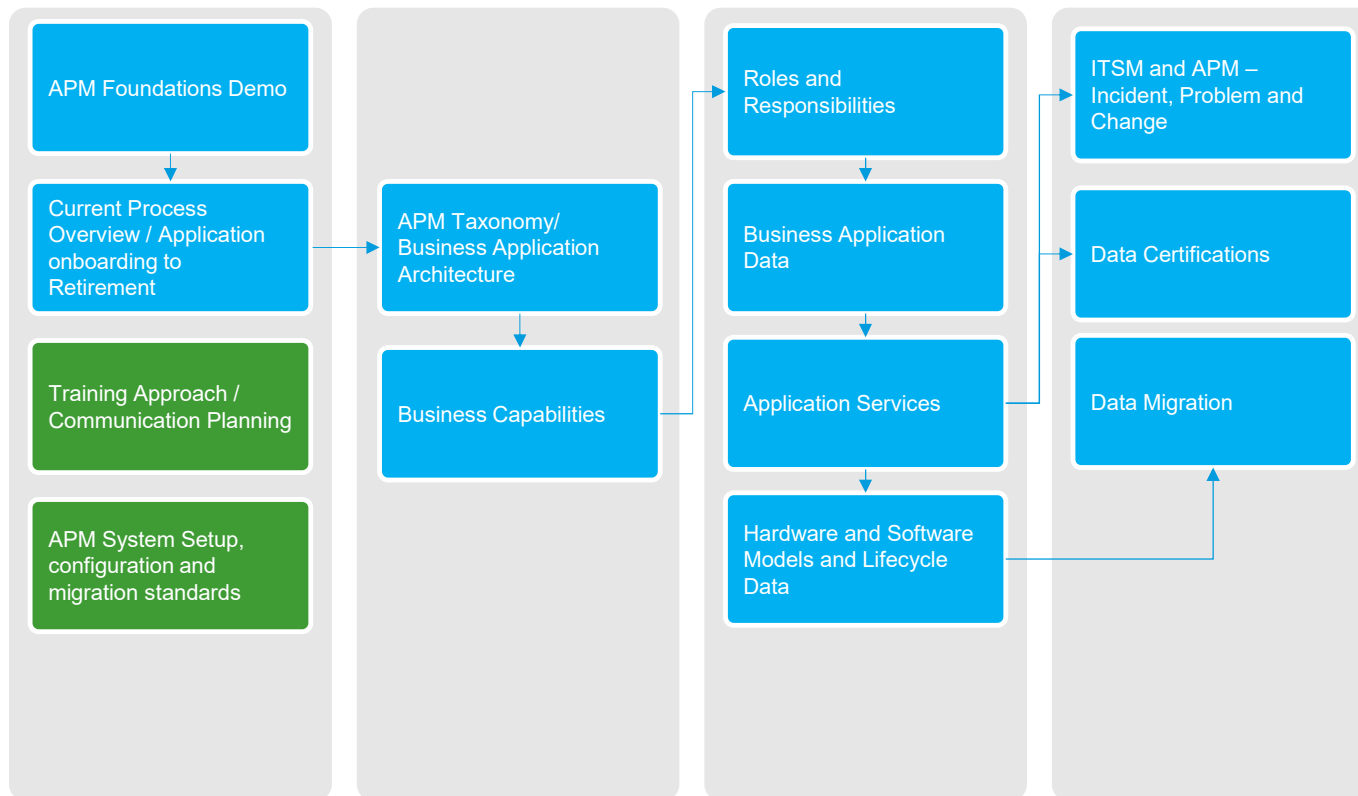 APM Foundations Demo
Current Process
Overview / Application
onboarding to
Retirement
Training Approach /
Communication Planning
APM System Setup,
configuration and
migration standards
APM Taxonomy/
Business Application
Architecture
Business Capabilities
Roles and
Responsibilities
Business Application
Data
Application Services
Hardware and Software
Models and Lifecycle
Data
ITSM and APM –
Incident, Problem and
Change
Data Certifications
Data Migration